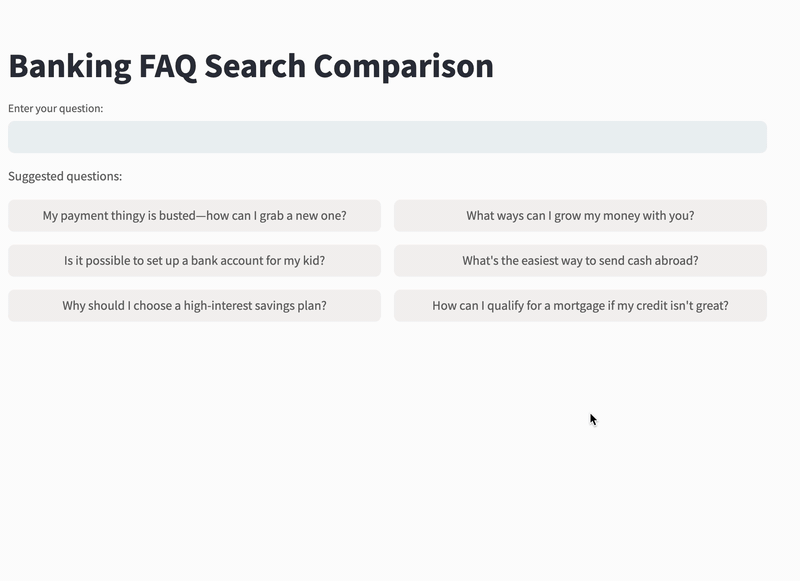 Banking FAQ Search Comparison
Enter your question:
Suggested questions:
My payment thingy is busted—how can I grab a new one?
What ways can I grow my money with you?
Is it possible to set up a bank account for my kid?
What's the easiest way to send cash abroad?
Why should I choose a high-interest savings plan?
How can I qualify for a mortgage if my credit isn't great?